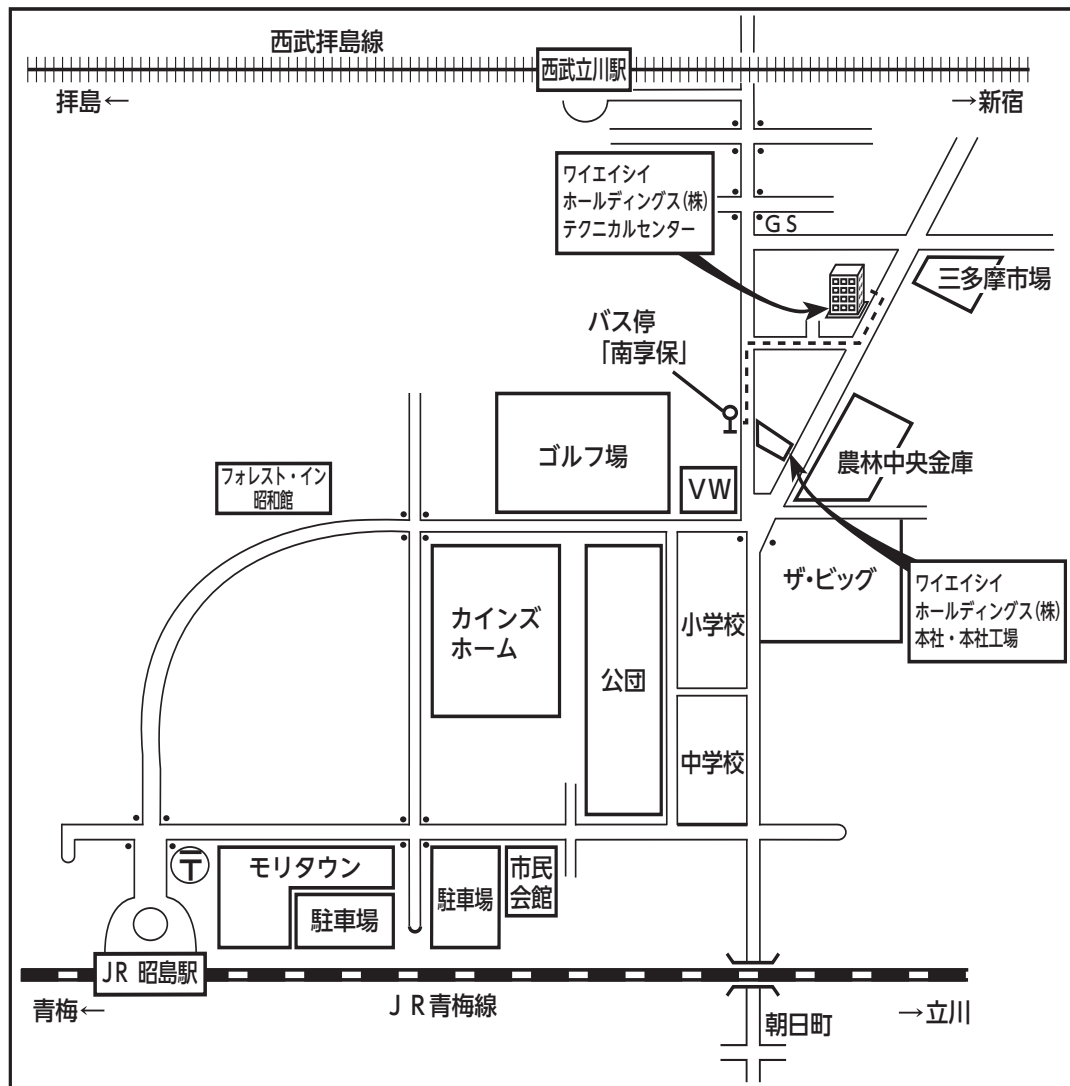 西武拝島線
西武立川駅
拝島←
→新宿
ワイエイシイ
ホールディングス(株)
テクニカルセンター
GS
三多摩市場
バス停
「南享保」
ゴルフ場
VW
農林中央金庫
フォレスト・イン
昭和館
カインズ
ホーム
公団
小学校
ザ・ビッグ
ワイエイシイ
ホールディングス(株)
本社・本社工場
中学校
〒
モリタウン
駐車場
駐車場
市民
会館
JR 昭島駅
青梅←
JR青梅線
朝日町
→立川